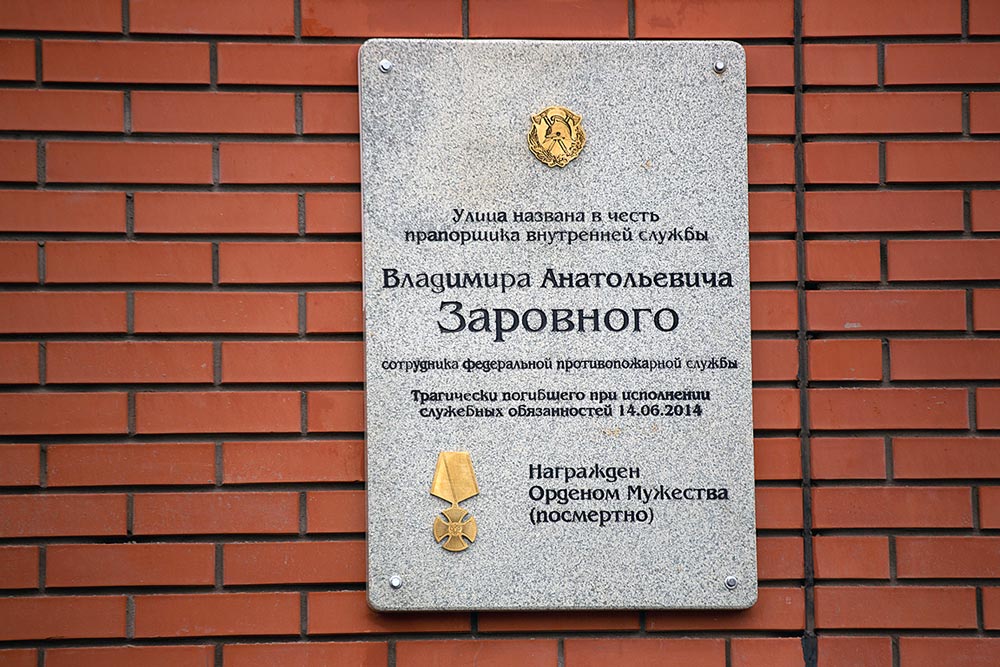 Улица названа в честь
прапорщика внутренней службы
Владимира Анатольевича
Заровного
сотрудника федеральной противопожарной службы
Трагически погибшего при исполнении
служебных обязанностей 14.06.2014
Награжден
Орденом Мужества
(посмертно)